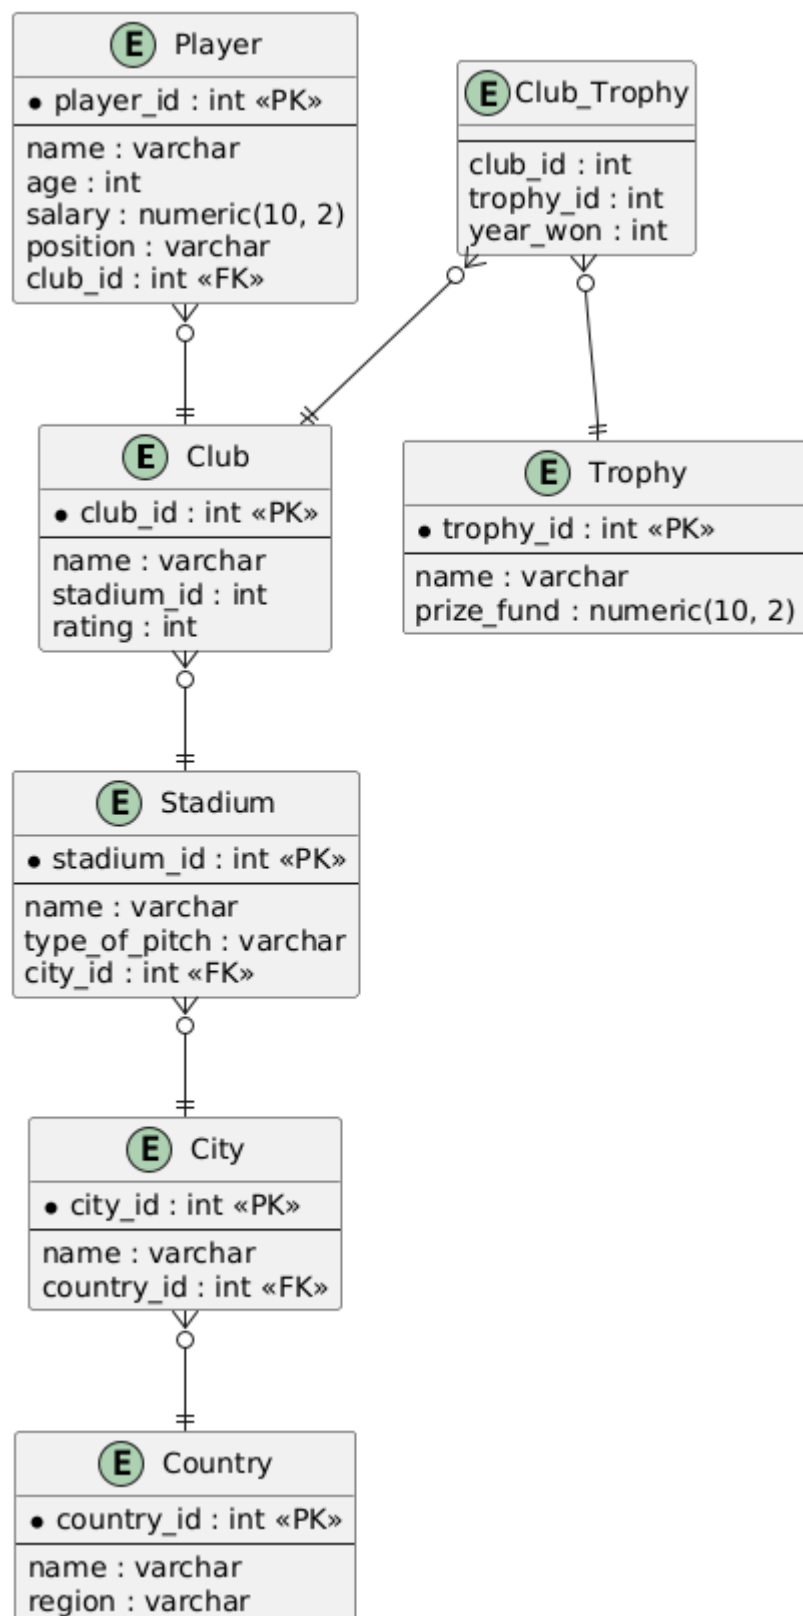 E Player
player_id : int «PK»
name : varchar
age : int
salary : numeric(10, 2)
position : varchar
club_id : int «FK»
E Club_Trophy
club_id : int
trophy_id : int
year_won : int
E Club
club_id : int «PK»
name : varchar
stadium_id : int
rating : int
E Trophy
trophy_id : int «PK»
name : varchar
prize_fund : numeric(10, 2)
E Stadium
stadium_id : int «PK»
name : varchar
type_of_pitch : varchar
city_id : int «FK»
E City
city_id : int «PK»
name : varchar
country_id : int «FK»
E Country
country_id : int «PK»
name : varchar
region : varchar